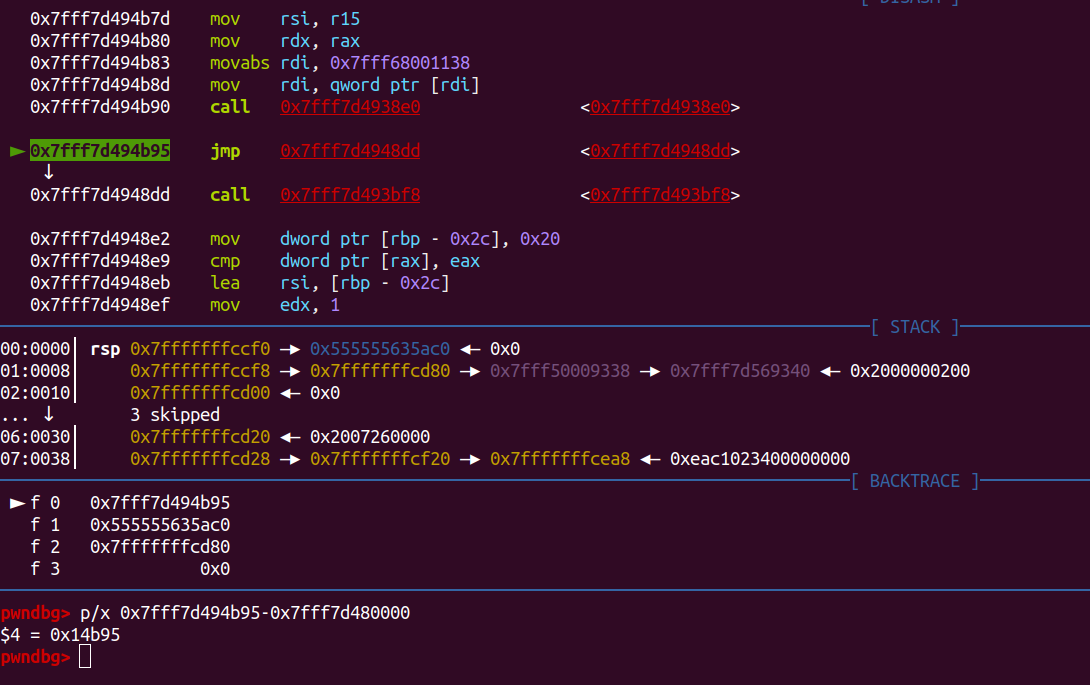 [ DISASM ]
0x7fff7d494b7d mov rsi, r15
0x7fff7d494b80 mov rdx, rax
0x7fff7d494b83 movabs rdi, 0x7fff68001138
0x7fff7d494b8d mov rdi, qword ptr [rdi]
0x7fff7d494b90 call 0x7fff7d4938e0 <0x7fff7d4938e0>
► 0x7fff7d494b95 jmp 0x7fff7d4948dd <0x7fff7d4948dd>
↓
0x7fff7d4948dd call 0x7fff7d493bf8 <0x7fff7d493bf8>
0x7fff7d4948e2 mov dword ptr [rbp - 0x2c], 0x20
0x7fff7d4948e9 cmp dword ptr [rax], eax
0x7fff7d4948eb lea rsi, [rbp - 0x2c]
0x7fff7d4948ef mov edx, 1
[ STACK ]
00:0000│ rsp 0x7fffffffccf0 —▸ 0x555555635ac0 ◂— 0x0
01:0008│ 0x7fffffffccf8 —▸ 0x7fffffffcd80 —▸ 0x7fff50009338 —▸ 0x7fff7d569340 ◂— 0x2000000200
02:0010│ 0x7fffffffcd00 ◂— 0x0
... ↓ 3 skipped
06:0030│ 0x7fffffffcd20 ◂— 0x2007260000
07:0038│ 0x7fffffffcd28 —▸ 0x7fffffffcf20 —▸ 0x7fffffffcea8 ◂— 0xeac1023400000000
[ BACKTRACE ]
► f 0 0x7fff7d494b95
f 1 0x555555635ac0
f 2 0x7fffffffcd80
f 3 0x0
pwndbg> p/x 0x7fff7d494b95-0x7fff7d480000
$4 = 0x14b95
pwndbg>